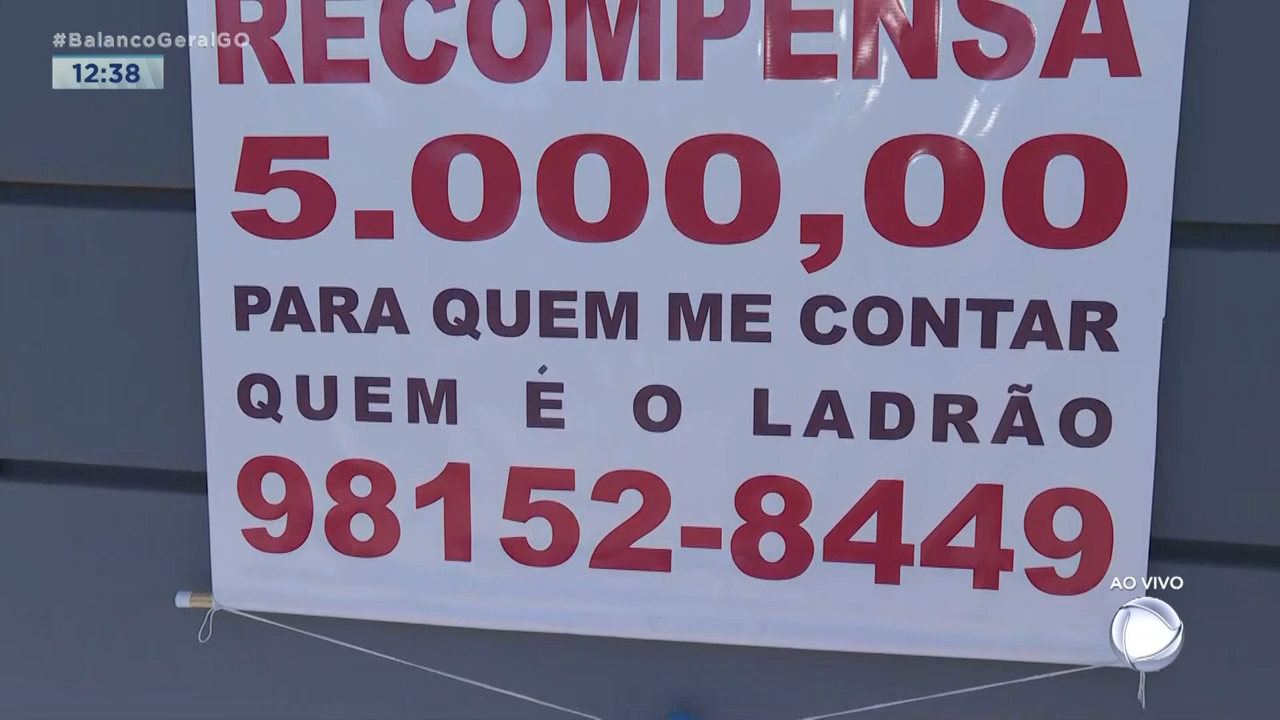 #BalancoGeralGO
12:38
RECOMPENSA
5.000,00
PARA QUEM ME CONTAR
QUEM É O LADRÃO
98152-8449
AO VIVO